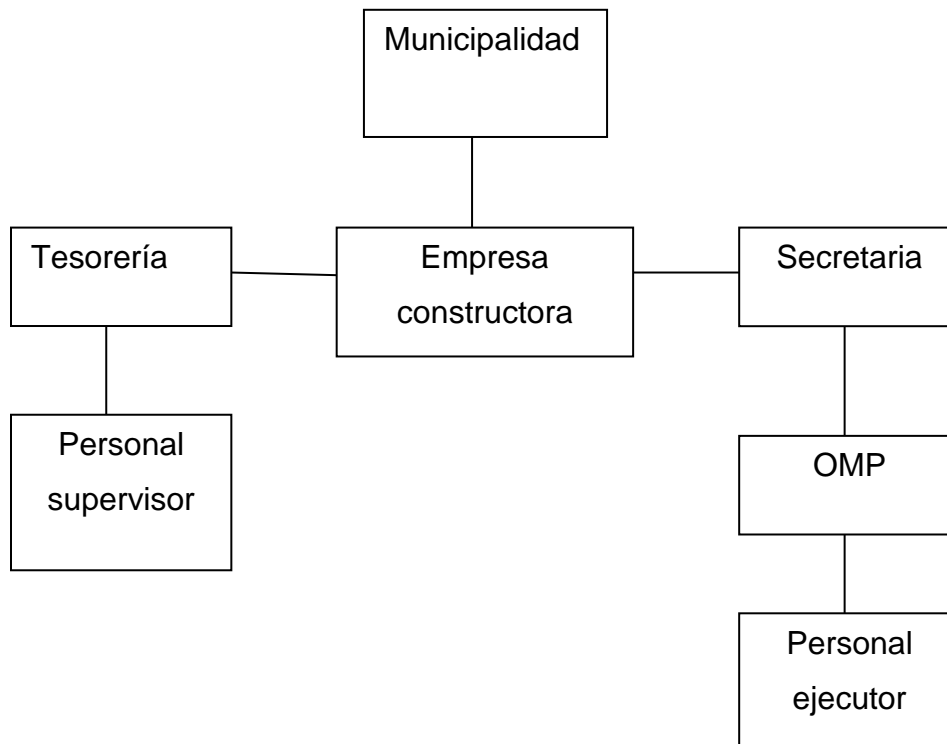 Municipalidad
Tesorería
Empresa
constructora
Secretaria
Personal
supervisor
OMP
Personal
ejecutor